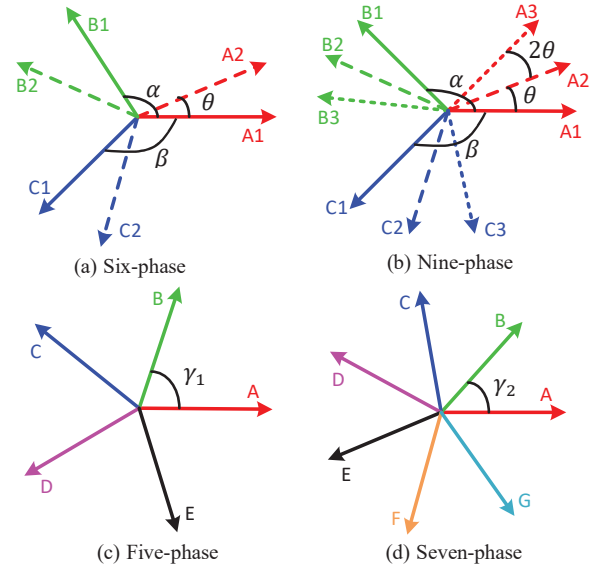 B1
A2
B2
α
θ
A1
β
C1
C2
(a) Six-phase
B1
A3
B2
2θ
α
A2
B3
θ
A1
β
C1
C2
C3
(b) Nine-phase
B
C
γ1
A
D
E
(c) Five-phase
C
B
D
γ2
A
E
F
G
(d) Seven-phase